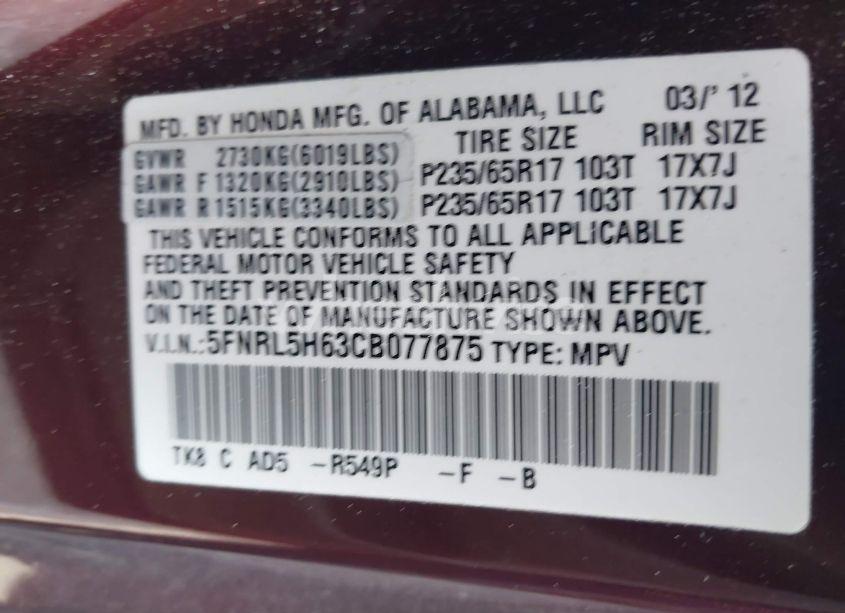 MFD. BY HONDA MFG. OF ALABAMA, LLC 03/'12
TIRE SIZE RIM SIZE
GVWR 2730KG(6019LBS)
GAWR F 1320KG(2910LBS) P235/65R17 103T 17X7J
GAWR R 1515KG(3340LBS) P235/65R17 103T 17X7J
THIS VEHICLE CONFORMS TO ALL APPLICABLE
FEDERAL MOTOR VEHICLE SAFETY
AND THEFT PREVENTION STANDARDS IN EFFECT
ON THE DATE OF MANUFACTURE SHOWN ABOVE.
V.I.N.:5FNRL5H63CB077875 TYPE: MPV
TK8 C AD5 -R549P -F -B